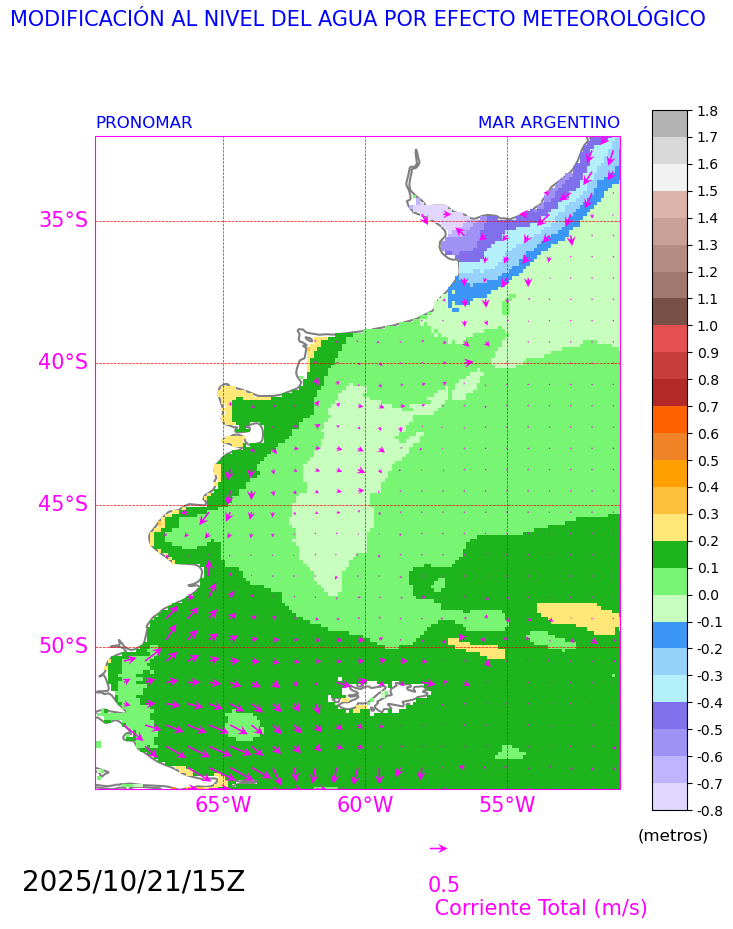 MODIFICACIÓN AL NIVEL DEL AGUA POR EFECTO METEOROLÓGICO
PRONOMAR MAR ARGENTINO
35°S
40°S
45°S
50°S
65°W 60°W 55°W
1.8
1.7
1.6
1.5
1.4
1.3
1.2
1.1
1.0
0.9
0.8
0.7
0.6
0.5
0.4
0.3
0.2
0.1
0.0
-0.1
-0.2
-0.3
-0.4
-0.5
-0.6
-0.7
-0.8
(metros)
2025/10/21/15Z
0.5
Corriente Total (m/s)